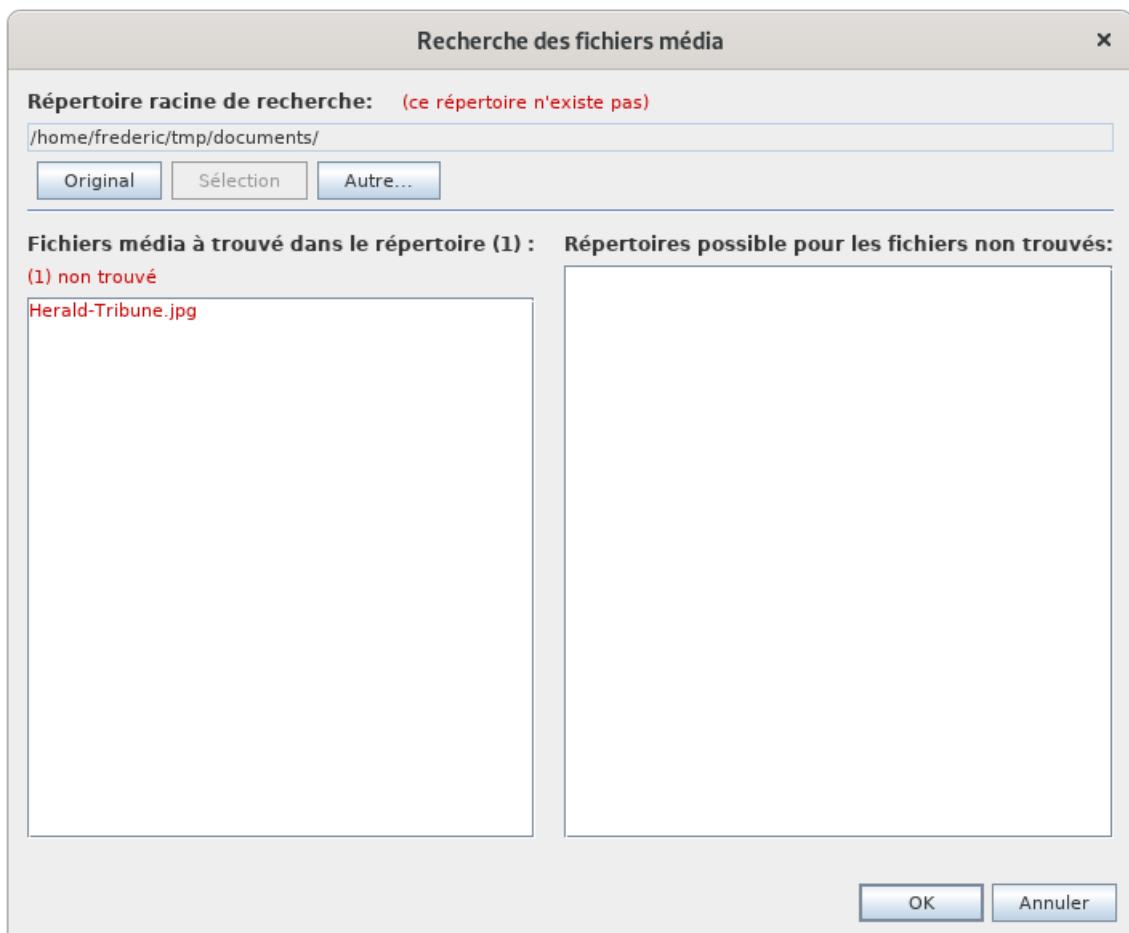 Recherche des fichiers média
Répertoire racine de recherche: (ce répertoire n'existe pas)
/home/frederic/tmp/documents/
Original Sélection Autre...
Fichiers média à trouvé dans le répertoire (1) :
(1) non trouvé
Herald-Tribune.jpg
Répertoires possible pour les fichiers non trouvés:
OK Annuler